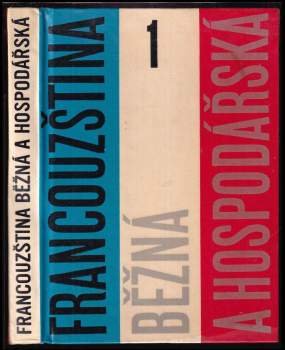 FRANCOUZŠTINA BĚŽNÁ A HOSPODÁŘSKÁ
FRANCOUZŠTINA
1
BĚŽNÁ
A HOSPODÁŘSKÁ